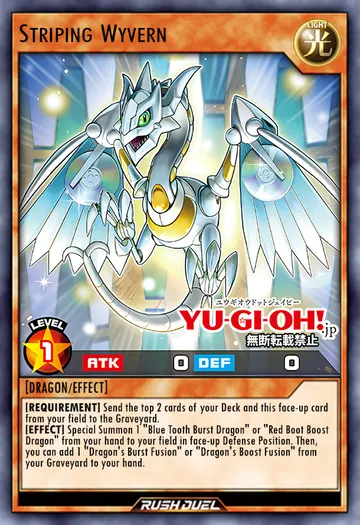 STRIPING WYVERN
LIGHT
光
ユウギオウドットジェイピー
YU-GI-OH!.jp
無断転載禁止
LEVEL
1
ATK 0 DEF 0
[DRAGON/EFFECT]
[REQUIREMENT] Send the top 2 cards of your Deck and this face-up card
from your field to the Graveyard.
[EFFECT] Special Summon 1 "Blue Tooth Burst Dragon" or "Red Boot Boost
Dragon" from your hand to your field in face-up Defense Position. Then,
you can add 1 "Dragon's Burst Fusion" or "Dragon's Boost Fusion" from
your Graveyard to your hand.
RUSH DUEL